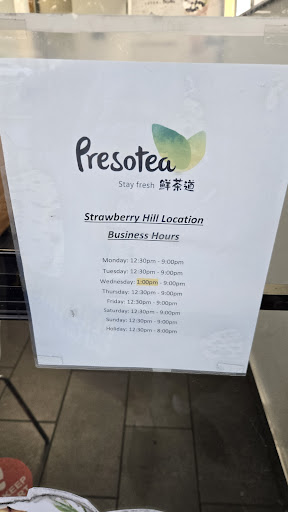 Presotea
Stay fresh 鮮茶道
Strawberry Hill Location
Business Hours
Monday: 12:30pm - 9:00pm
Tuesday: 12:30pm - 9:00pm
Wednesday: 1:00pm - 9:00pm
Thursday: 12:30pm - 9:00pm
Friday: 12:30pm - 9:00pm
Saturday: 12:30pm - 9:00pm
Sunday: 12:30pm - 9:00pm
Holiday: 12:30pm - 8:00pm